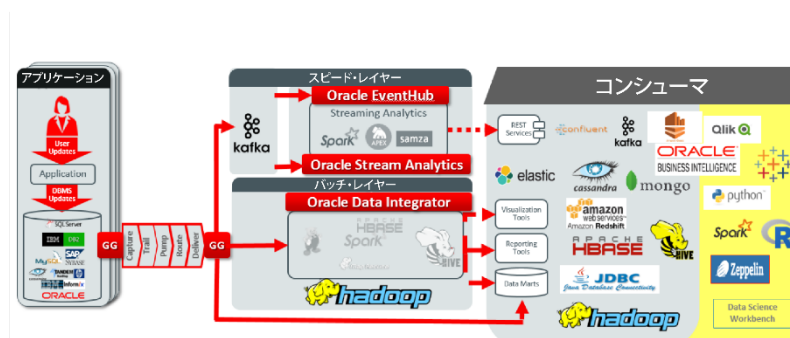 アプリケーション
User
Updates
Application
DBMS
Updates
SQL Server
IBM
DB2
MySQL
SAP
TANDEM
IBM
Informix
ORACLE
GG
Capture
Trail
Pump
Route
Deliver
GG
スピード・レイヤー
Oracle EventHub
Streaming Analytics
kafka
Spark
APEX
samza
Oracle Stream Analytics
バッチ・レイヤー
Oracle Data Integrator
APACHE
HBASE
Spark
HIVE
hadoop
コンシューマ
REST
Services
confluent
kafka
Qlik
ORACLE
BUSINESS INTELLIGENCE
elastic
cassandra
mongo
python
Visualization
Tools
amazon
webservices
Amazon Redshift
Reporting
Tools
APACHE
HBASE
HIVE
Spark
R
Data Marts
JDBC
Java Database Connectivity
Zeppelin
hadoop
Data Science
Workbench